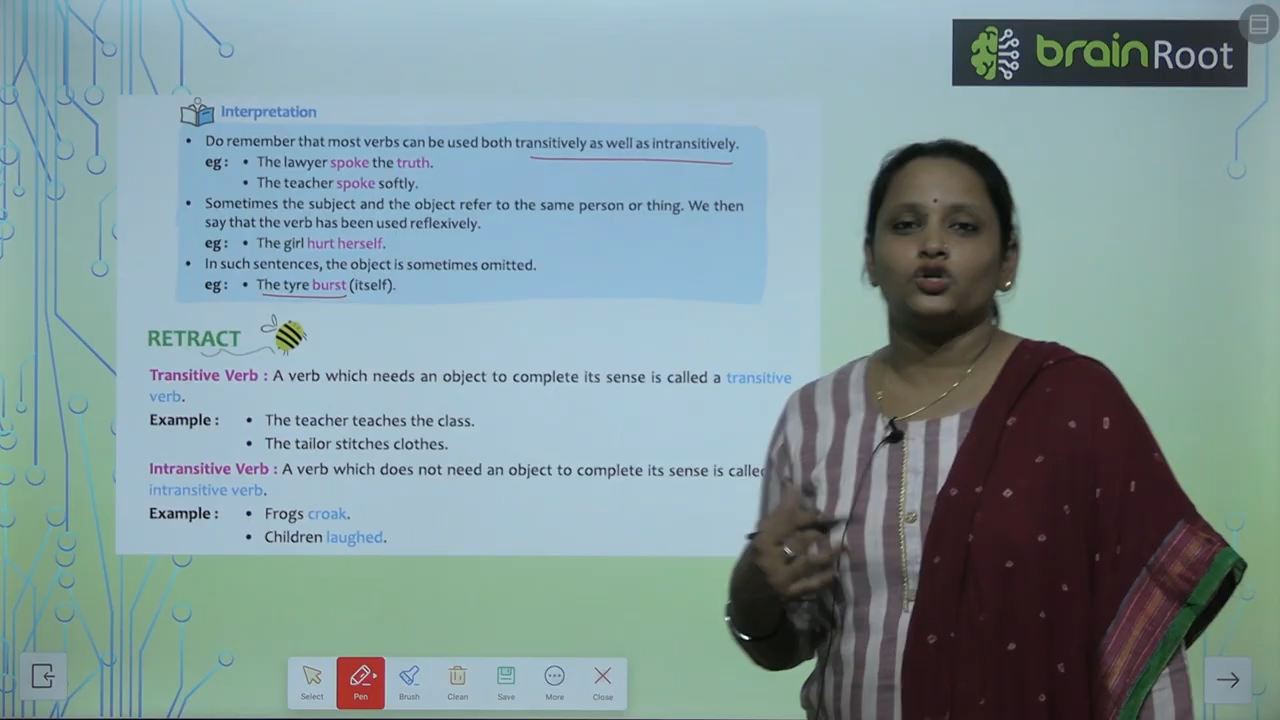 brainRoot
Interpretation
• Do remember that most verbs can be used both transitively as well as intransitively.
eg : • The lawyer spoke the truth.
• The teacher spoke softly.
• Sometimes the subject and the object refer to the same person or thing. We then
say that the verb has been used reflexively.
eg : • The girl hurt herself.
• In such sentences, the object is sometimes omitted.
eg : • The tyre burst (itself).
RETRACT
Transitive Verb : A verb which needs an object to complete its sense is called a transitive
verb.
Example : • The teacher teaches the class.
• The tailor stitches clothes.
Intransitive Verb : A verb which does not need an object to complete its sense is called
intransitive verb.
Example : • Frogs croak.
• Children laughed.
Select Pen Brush Clean Save More Close